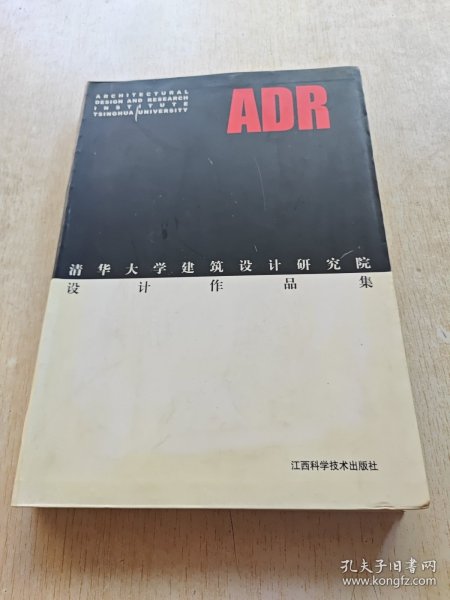 ARCHITECTURAL
DESIGN AND RESEARCH
INSTITUTE
TSINGHUA UNIVERSITY
ADR
清华大学建筑设计研究院
设计作品集
江西科学技术出版社
孔夫子旧书网
www.kongfz.com